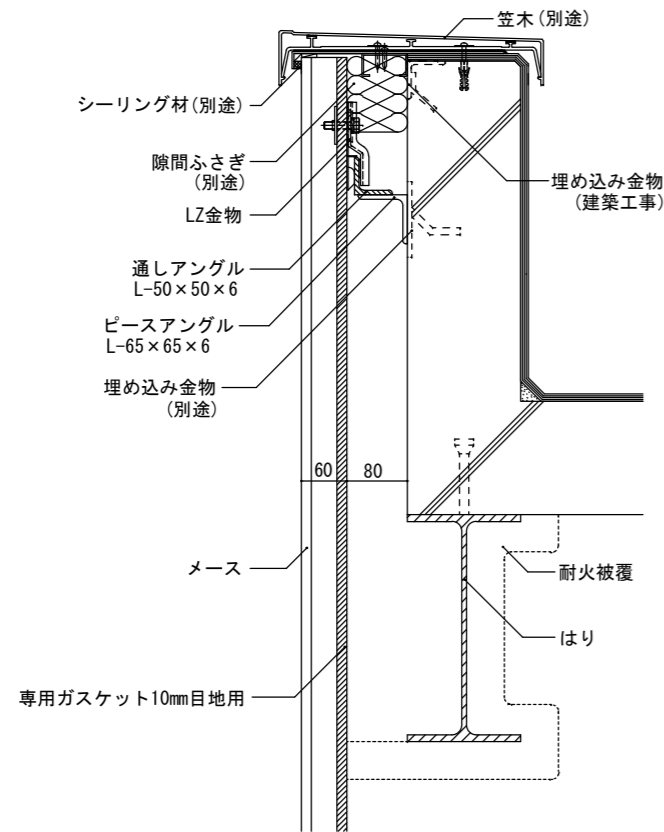 笠木(別途)
シーリング材(別途)
隙間ふさぎ
(別途)
埋め込み金物
(建築工事)
LZ金物
通しアングル
L-50×50×6
ピースアングル
L-65×65×6
埋め込み金物
(別途)
60
80
メース
耐火被覆
はり
専用ガスケット10mm目地用